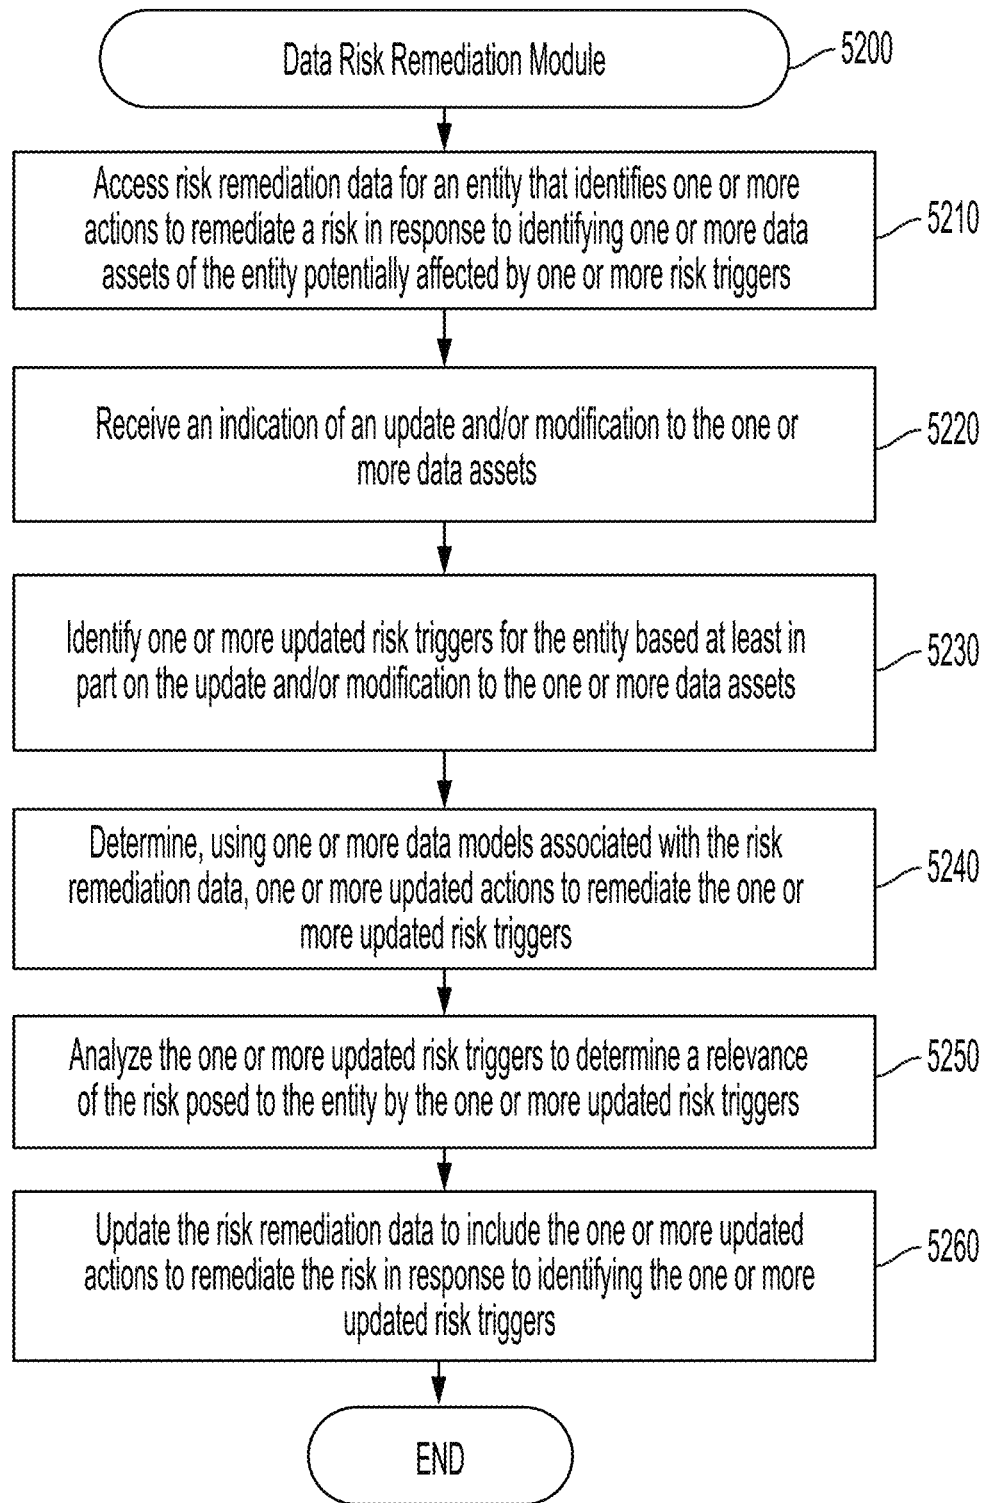 Data Risk Remediation Module
5200
Access risk remediation data for an entity that identifies one or more
actions to remediate a risk in response to identifying one or more data
assets of the entity potentially affected by one or more risk triggers
5210
Receive an indication of an update and/or modification to the one or
more data assets
5220
Identify one or more updated risk triggers for the entity based at least in
part on the update and/or modification to the one or more data assets
5230
Determine, using one or more data models associated with the risk
remediation data, one or more updated actions to remediate the one or
more updated risk triggers
5240
Analyze the one or more updated risk triggers to determine a relevance
of the risk posed to the entity by the one or more updated risk triggers
5250
Update the risk remediation data to include the one or more updated
actions to remediate the risk in response to identifying the one or more
updated risk triggers
5260
END